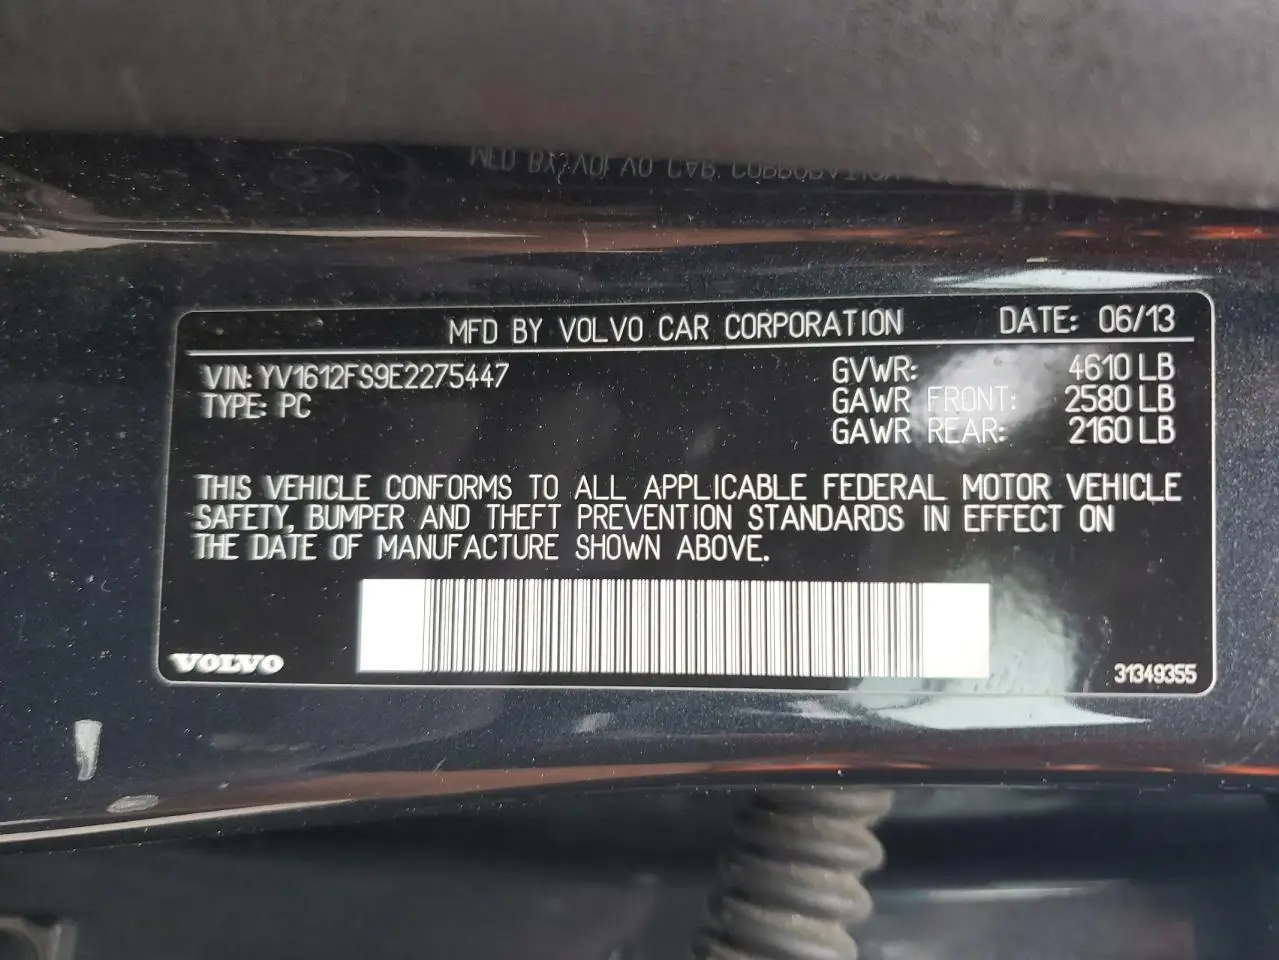 MFD BY VOLVO CAR CORPORATION DATE: 06/13
VIN: YV1612FS9E2275447 GVWR: 4610 LB
TYPE: PC GAWR FRONT: 2580 LB
GAWR REAR: 2160 LB
THIS VEHICLE CONFORMS TO ALL APPLICABLE FEDERAL MOTOR VEHICLE
SAFETY, BUMPER AND THEFT PREVENTION STANDARDS IN EFFECT ON
THE DATE OF MANUFACTURE SHOWN ABOVE.
VOLVO
31349355